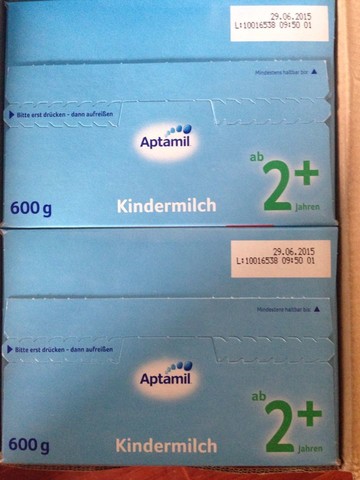 29.06.2015
L:10016538 09:50 01
Mindestens haltbar bis
Bitte erst drücken - dann aufreißen
Aptamil
ab
2+
Jahren
600 g
Kindermilch
29.06.2015
L:10016538 09:50 01
Mindestens haltbar bis
Bitte erst drücken - dann aufreißen
Aptamil
ab
2+
Jahren
600 g
Kindermilch